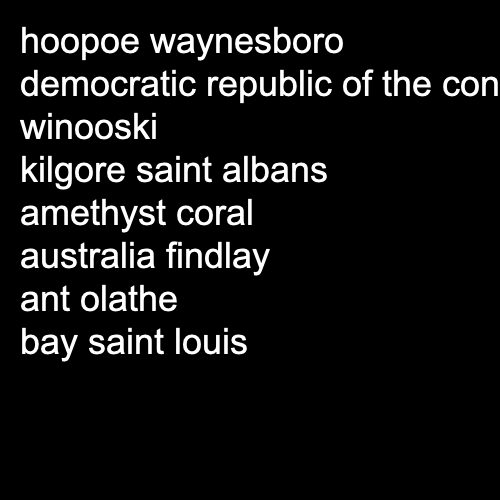 hoopoe waynesboro
democratic republic of the con
winooski
kilgore saint albans
amethyst coral
australia findlay
ant olathe
bay saint louis